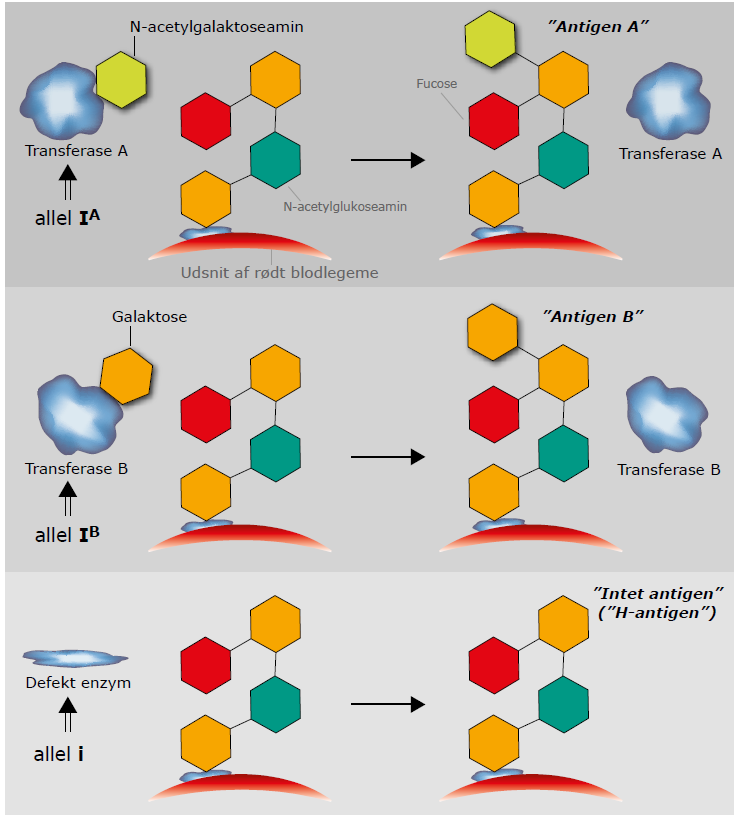 N-acetylgalaktoseamin
"Antigen A"
Fucose
Transferase A
Transferase A
N-acetylglukoseamin
allel Iᴬ
Udsnit af rødt blodlegeme
Galaktose
"Antigen B"
Transferase B
Transferase B
allel Iᴮ
"Intet antigen"
("H-antigen")
Defekt enzym
allel i